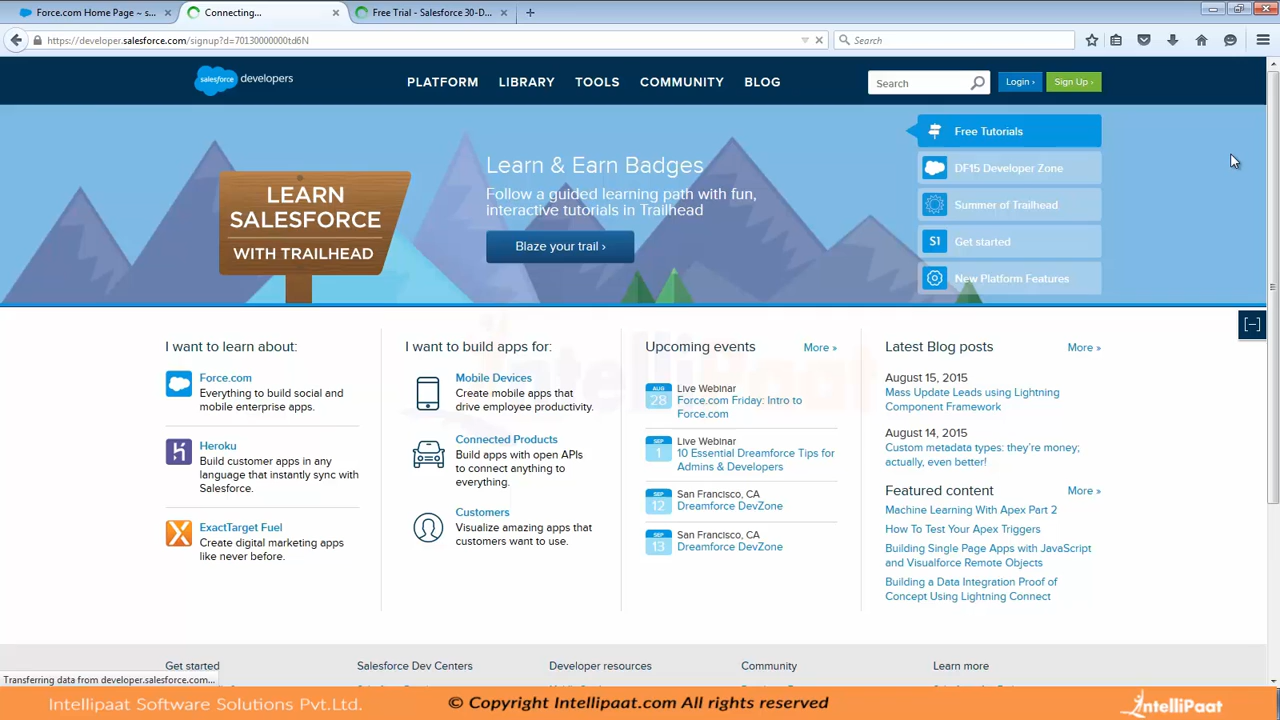 Force.com Home Page ~ s...
Connecting...
Free Trial - Salesforce 30-D...
https://developer.salesforce.com/signup?d=70130000000td6N
Search
salesforce developers
PLATFORM
LIBRARY
TOOLS
COMMUNITY
BLOG
Search
Login ›
Sign Up ›
LEARN
SALESFORCE
WITH TRAILHEAD
Learn & Earn Badges
Follow a guided learning path with fun,
interactive tutorials in Trailhead
Blaze your trail ›
Free Tutorials
DF15 Developer Zone
Summer of Trailhead
S1 Get started
New Platform Features
[-]
I want to learn about:
Force.com
Everything to build social and
mobile enterprise apps.
Heroku
Build customer apps in any
language that instantly sync with
Salesforce.
ExactTarget Fuel
Create digital marketing apps
like never before.
I want to build apps for:
Mobile Devices
Create mobile apps that
drive employee productivity.
Connected Products
Build apps with open APIs
to connect anything to
everything.
Customers
Visualize amazing apps that
customers want to use.
Upcoming events
More »
AUG
28
Live Webinar
Force.com Friday: Intro to
Force.com
SEP
1
Live Webinar
10 Essential Dreamforce Tips for
Admins & Developers
SEP
12
San Francisco, CA
Dreamforce DevZone
SEP
13
San Francisco, CA
Dreamforce DevZone
Latest Blog posts
More »
August 15, 2015
Mass Update Leads using Lightning
Component Framework
August 14, 2015
Custom metadata types: they're money;
actually, even better!
Featured content
More »
Machine Learning With Apex Part 2
How To Test Your Apex Triggers
Building Single Page Apps with JavaScript
and Visualforce Remote Objects
Building a Data Integration Proof of
Concept Using Lightning Connect
IntelliPaat
Get started
Salesforce Dev Centers
Developer resources
Community
Learn more
Transferring data from developer.salesforce.com...
Intellipaat Software Solutions Pvt.Ltd.
© Copyright Intellipaat.com All rights reserved
IntelliPaat